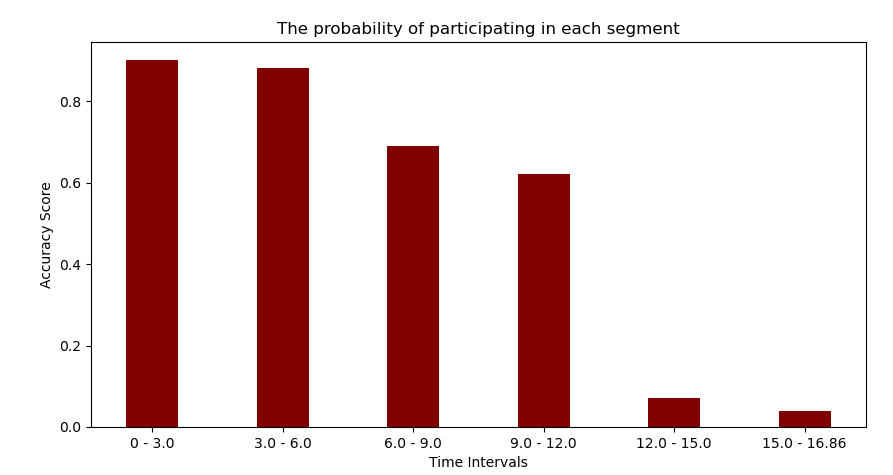 The probability of participating in each segment
Accuracy Score
0.8
0.6
0.4
0.2
0.0
0 - 3.0
3.0 - 6.0
6.0 - 9.0
9.0 - 12.0
12.0 - 15.0
15.0 - 16.86
Time Intervals